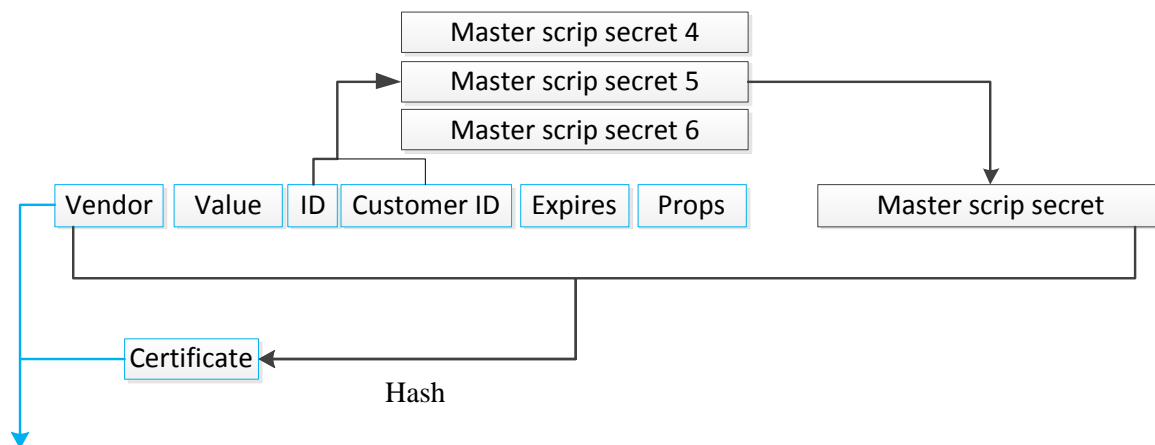 Master scrip secret 4
Master scrip secret 5
Master scrip secret 6
Vendor Value ID Customer ID Expires Props Master scrip secret
Certificate
Hash